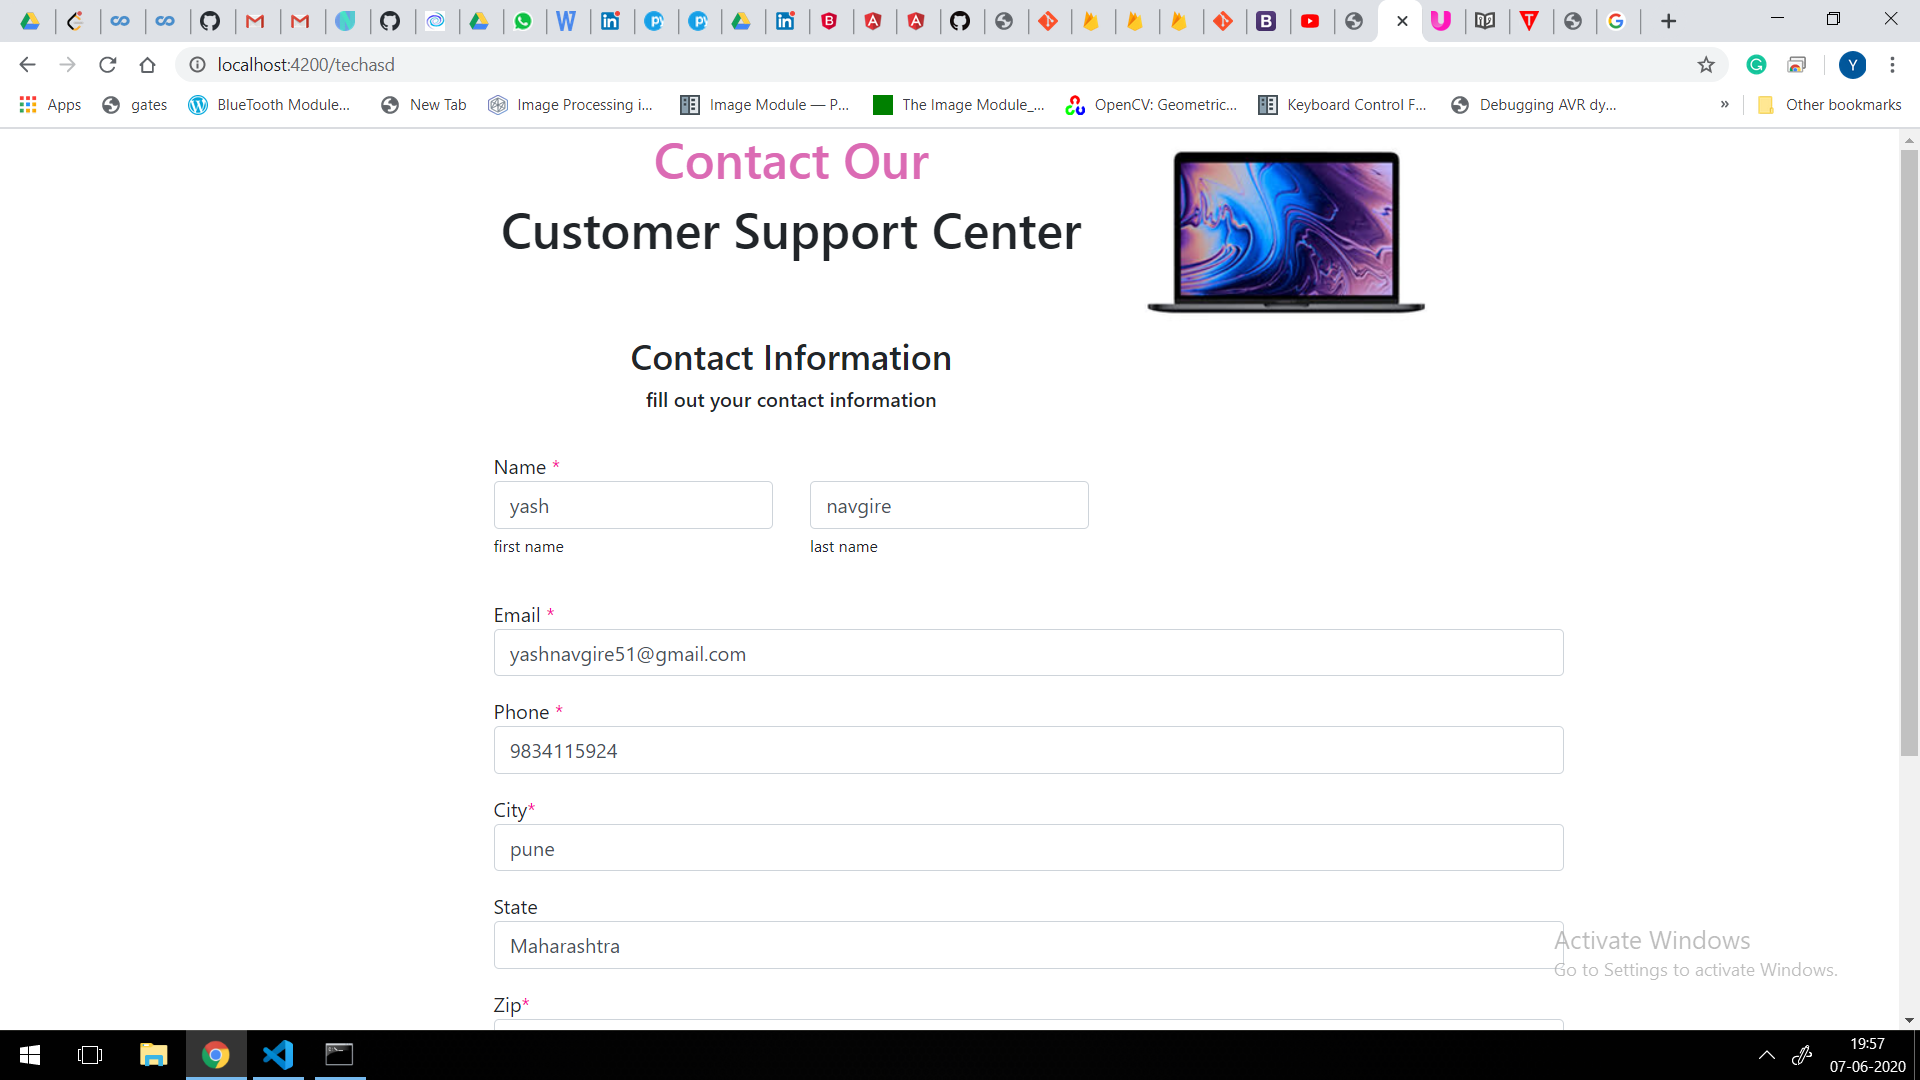 localhost:4200/techasd
Y
Apps gates BlueTooth Module... New Tab Image Processing i... Image Module — P... The Image Module_... OpenCV: Geometric... Keyboard Control F... Debugging AVR dy... » Other bookmarks
Contact Our
Customer Support Center
Contact Information
fill out your contact information
Name *
yash navgire
first name last name
Email *
yashnavgire51@gmail.com
Phone *
9834115924
City*
pune
State
Maharashtra
Activate Windows
Go to Settings to activate Windows.
Zip*
19:57
07-06-2020